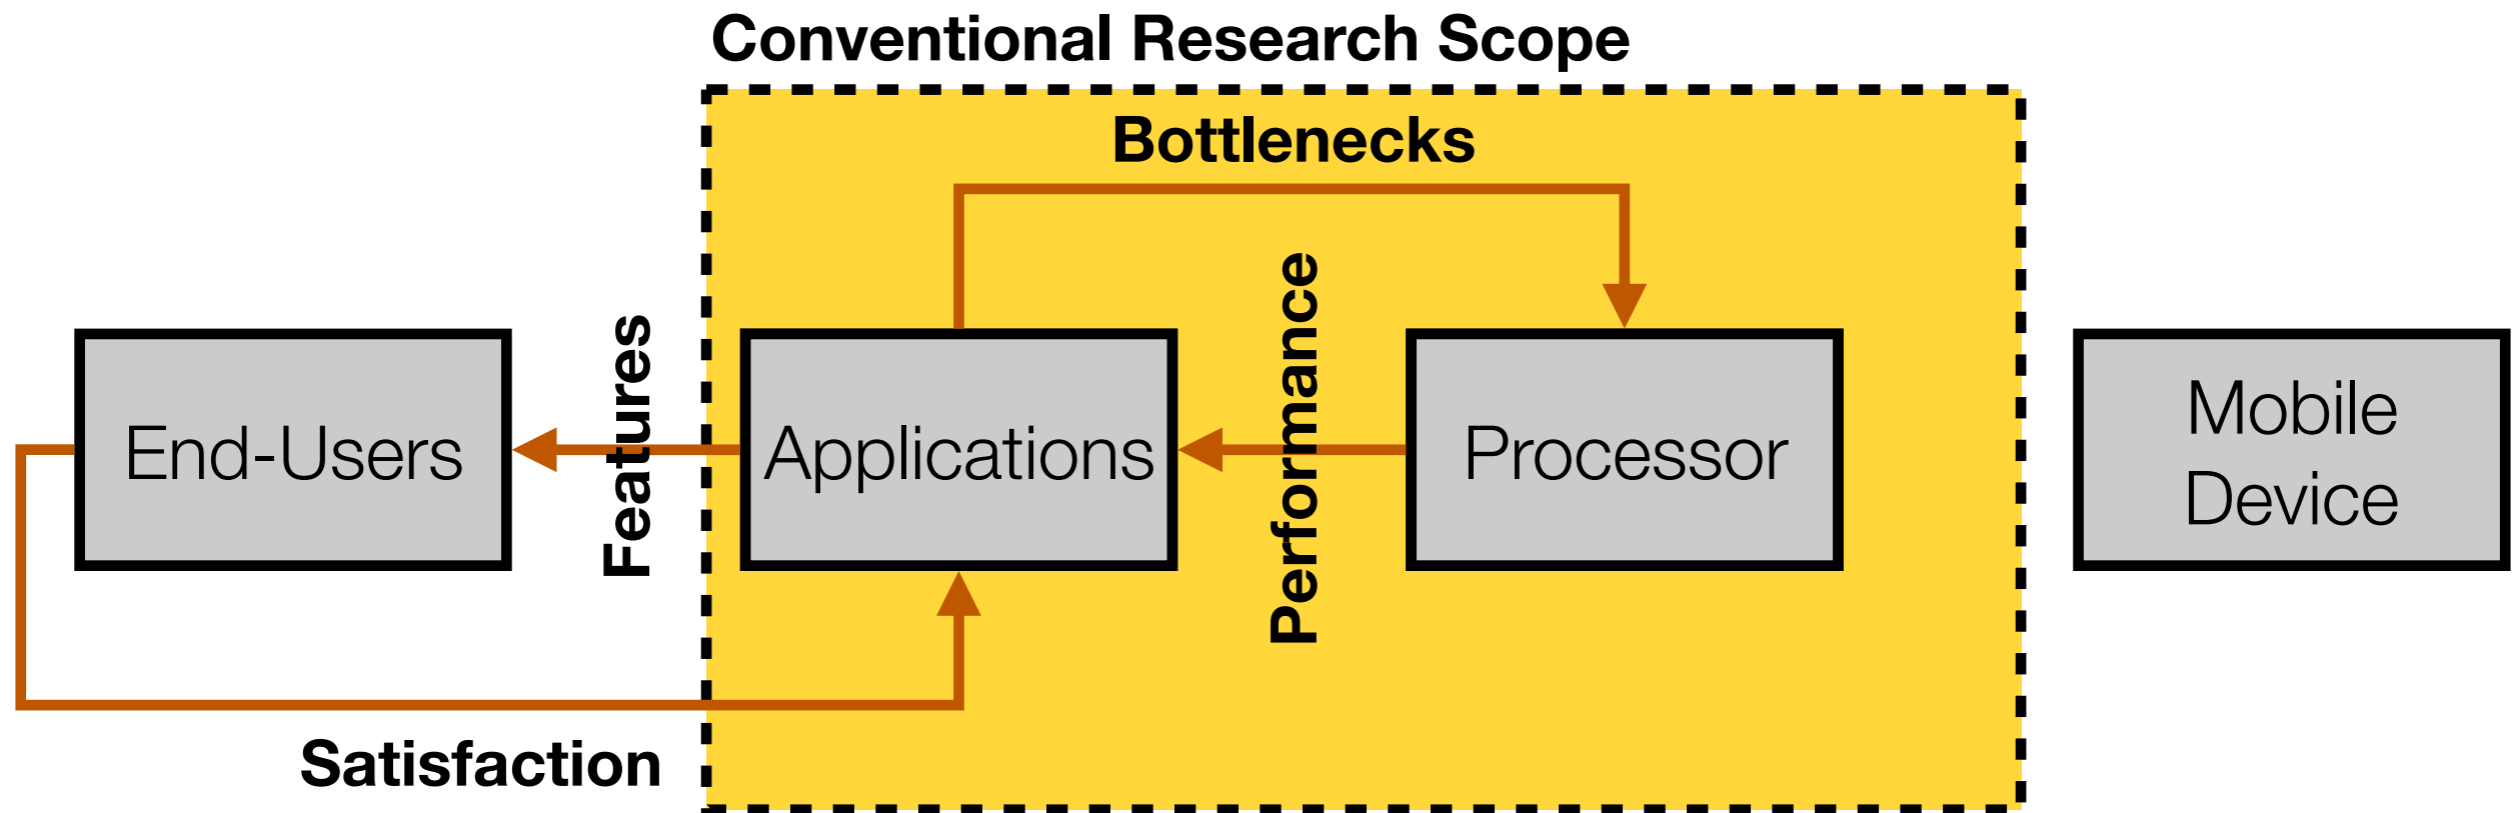 Conventional Research Scope
Bottlenecks
End-Users
Features
Applications
Performance
Processor
Mobile
Device
Satisfaction